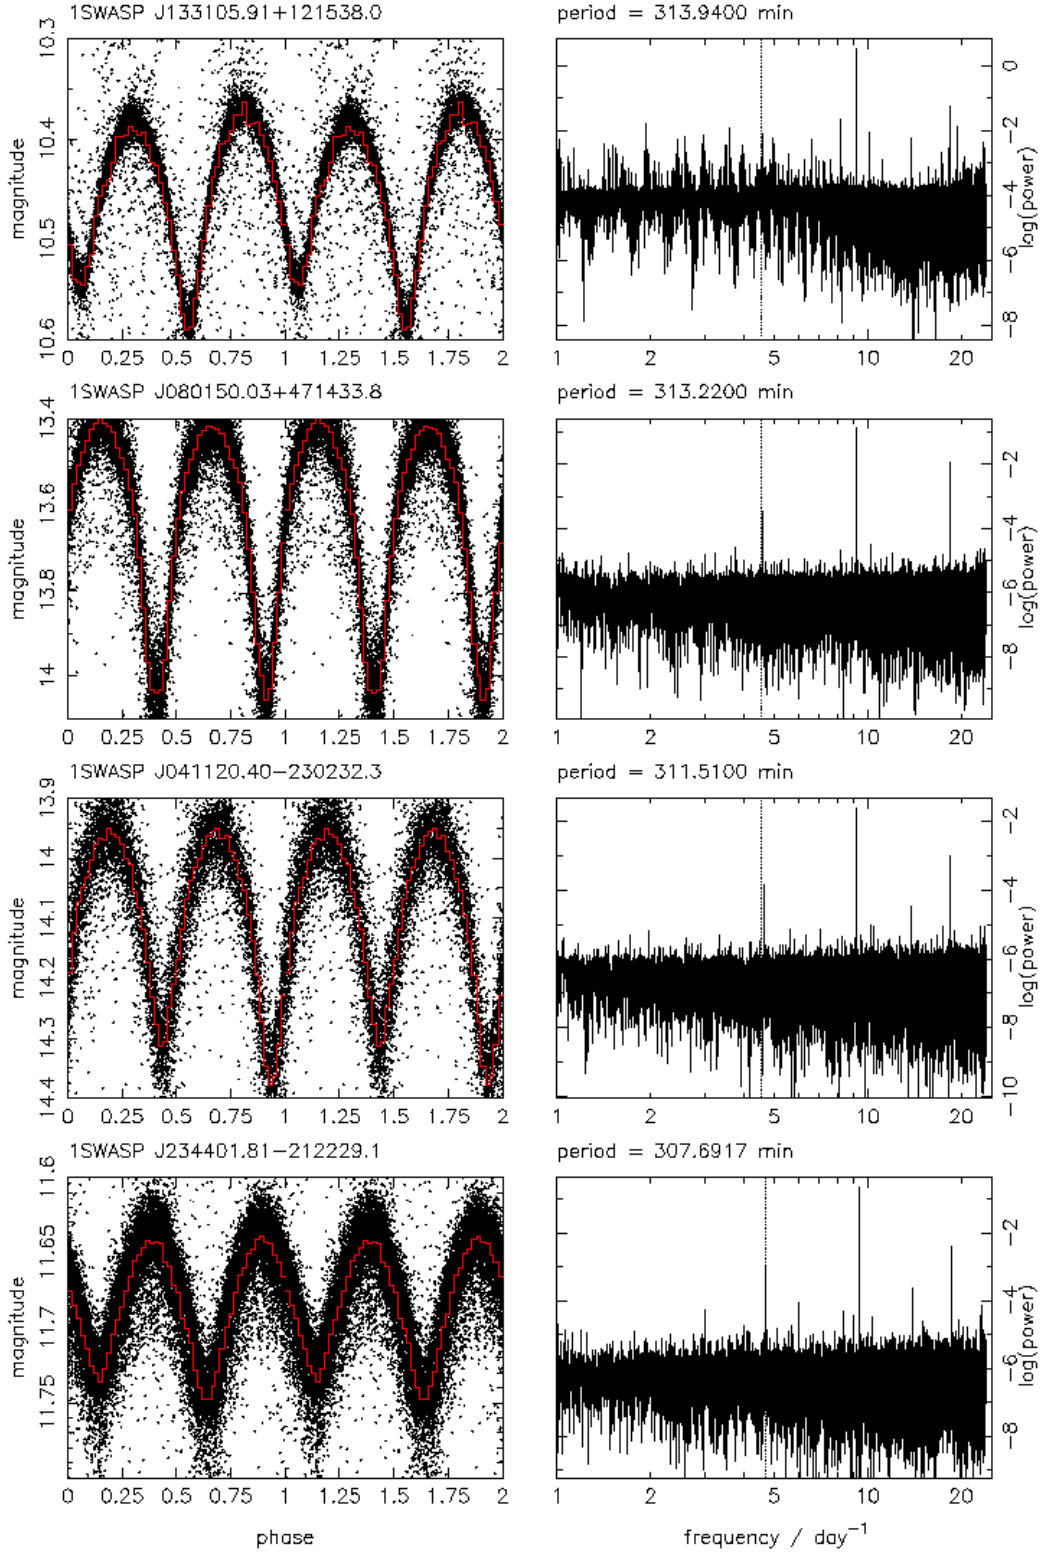 1SWASP J133105.91+121538.0
period = 313.9400 min
10.3
10.4
10.5
10.6
magnitude
0 0.25 0.5 0.75 1 1.25 1.5 1.75 2
0
−2
−4
−6
−8
log(power)
1 2 5 10 20
1SWASP J080150.03+471433.8
period = 313.2200 min
13.4
13.6
13.8
14
magnitude
0 0.25 0.5 0.75 1 1.25 1.5 1.75 2
−2
−4
−6
−8
log(power)
1 2 5 10 20
1SWASP J041120.40−230232.3
period = 311.5100 min
13.9
14
14.1
14.2
14.3
14.4
magnitude
0 0.25 0.5 0.75 1 1.25 1.5 1.75 2
−2
−4
−6
−8
−10
log(power)
1 2 5 10 20
1SWASP J234401.81−212229.1
period = 307.6917 min
11.6
11.65
11.7
11.75
magnitude
0 0.25 0.5 0.75 1 1.25 1.5 1.75 2
−2
−4
−6
−8
log(power)
1 2 5 10 20
phase
frequency / day⁻¹